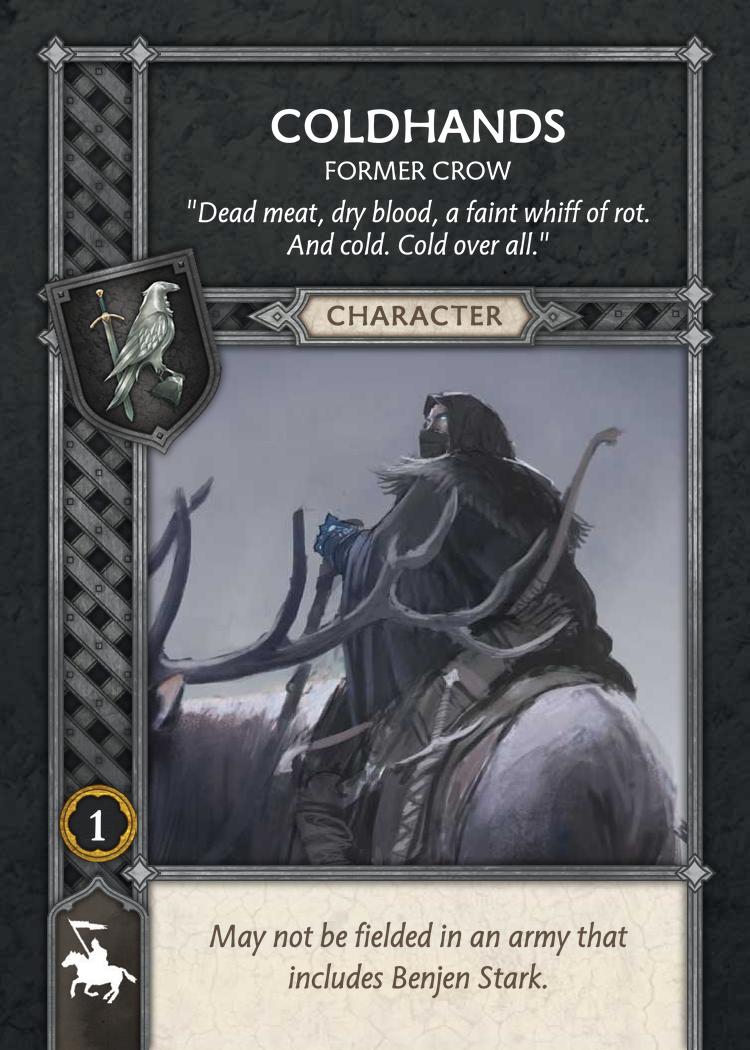 COLDHANDS
FORMER CROW
"Dead meat, dry blood, a faint whiff of rot.
And cold. Cold over all."
CHARACTER
1
May not be fielded in an army that
includes Benjen Stark.